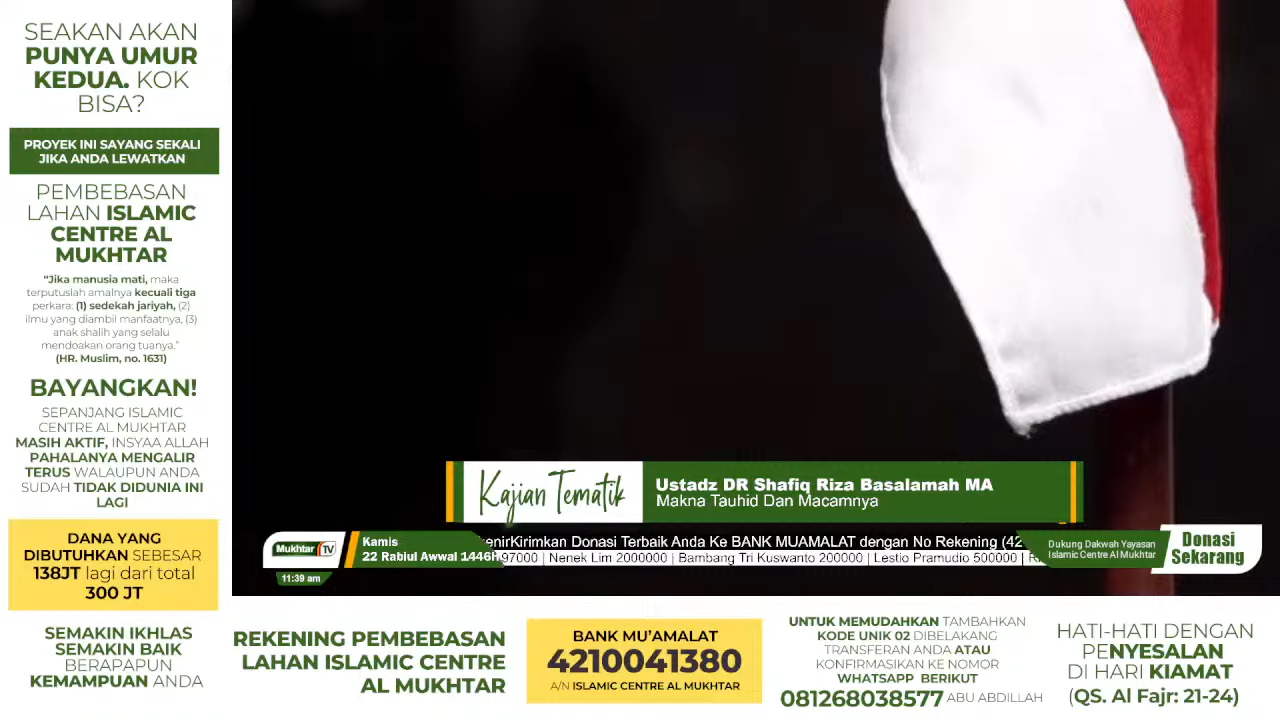 SEAKAN AKAN
PUNYA UMUR
KEDUA. KOK
BISA?
PROYEK INI SAYANG SEKALI
JIKA ANDA LEWATKAN
PEMBEBASAN
LAHAN ISLAMIC
CENTRE AL
MUKHTAR
“Jika manusia mati, maka
terputuslah amalnya kecuali tiga
perkara: (1) sedekah jariyah, (2)
ilmu yang diambil manfaatnya, (3)
anak shalih yang selalu
mendoakan orang tuanya.”
(HR. Muslim, no. 1631)
BAYANGKAN!
SEPANJANG ISLAMIC
CENTRE AL MUKHTAR
MASIH AKTIF, INSYAA ALLAH
PAHALANYA MENGALIR
TERUS WALAUPUN ANDA
SUDAH TIDAK DIDUNIA INI
LAGI
DANA YANG
DIBUTUHKAN SEBESAR
138JT lagi dari total
300 JT
SEMAKIN IKHLAS
SEMAKIN BAIK
BERAPAPUN
KEMAMPUAN ANDA
Kajian Tematik
Ustadz DR Shafiq Riza Basalamah MA
Makna Tauhid Dan Macamnya
Mukhtar TV
Kamis
22 Rabiul Awwal 1446H
11:39 am
enirKirimkan Donasi Terbaik Anda Ke BANK MUAMALAT dengan No Rekening (42
97000 | Nenek Lim 2000000 | Bambang Tri Kuswanto 200000 | Lestio Pramudio 500000 |
Dukung Dakwah Yayasan
Islamic Centre Al Mukhtar
Donasi
Sekarang
REKENING PEMBEBASAN
LAHAN ISLAMIC CENTRE
AL MUKHTAR
BANK MU’AMALAT
4210041380
A/N ISLAMIC CENTRE AL MUKHTAR
UNTUK MEMUDAHKAN TAMBAHKAN
KODE UNIK 02 DIBELAKANG
TRANSFERAN ANDA ATAU
KONFIRMASIKAN KE NOMOR
WHATSAPP BERIKUT
081268038577 ABU ABDILLAH
HATI-HATI DENGAN
PENYESALAN
DI HARI KIAMAT
(QS. Al Fajr: 21-24)